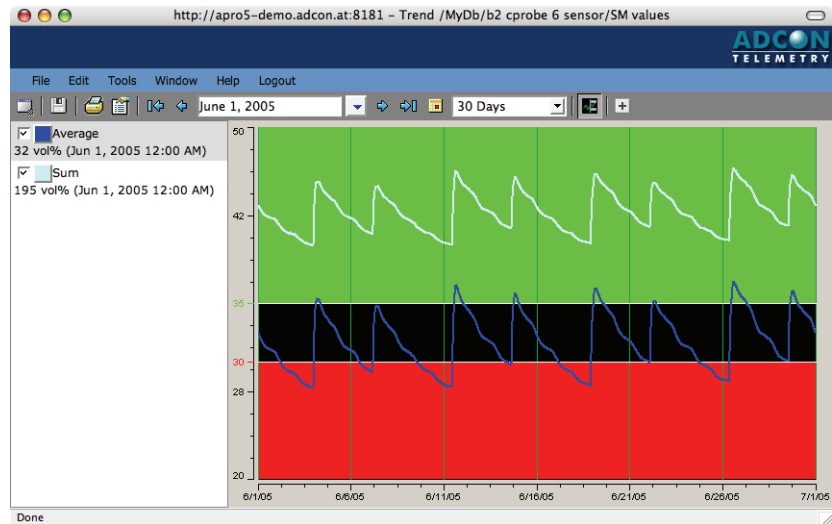 http://apro5-demo.adcon.at:8181 – Trend /MyDb/b2 cprobe 6 sensor/SM values
ADCON
TELEMETRY
File Edit Tools Window Help Logout
June 1, 2005
30 Days
Average
32 vol% (Jun 1, 2005 12:00 AM)
Sum
195 vol% (Jun 1, 2005 12:00 AM)
50
42
35
30
28
20
6/1/05 6/6/05 6/11/05 6/16/05 6/21/05 6/26/05 7/1/05
Done